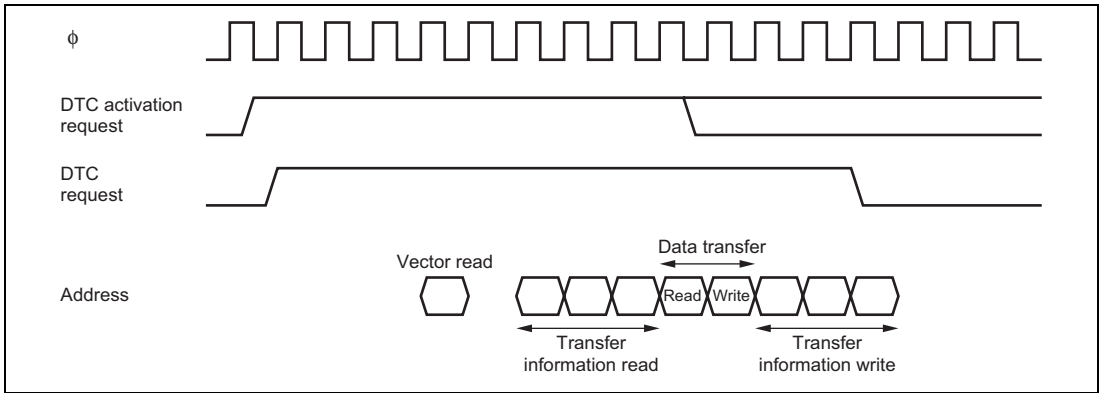 ϕ
DTC activation
request
DTC
request
Data transfer
Vector read
Address
Read Write
Transfer
information read
Transfer
information write